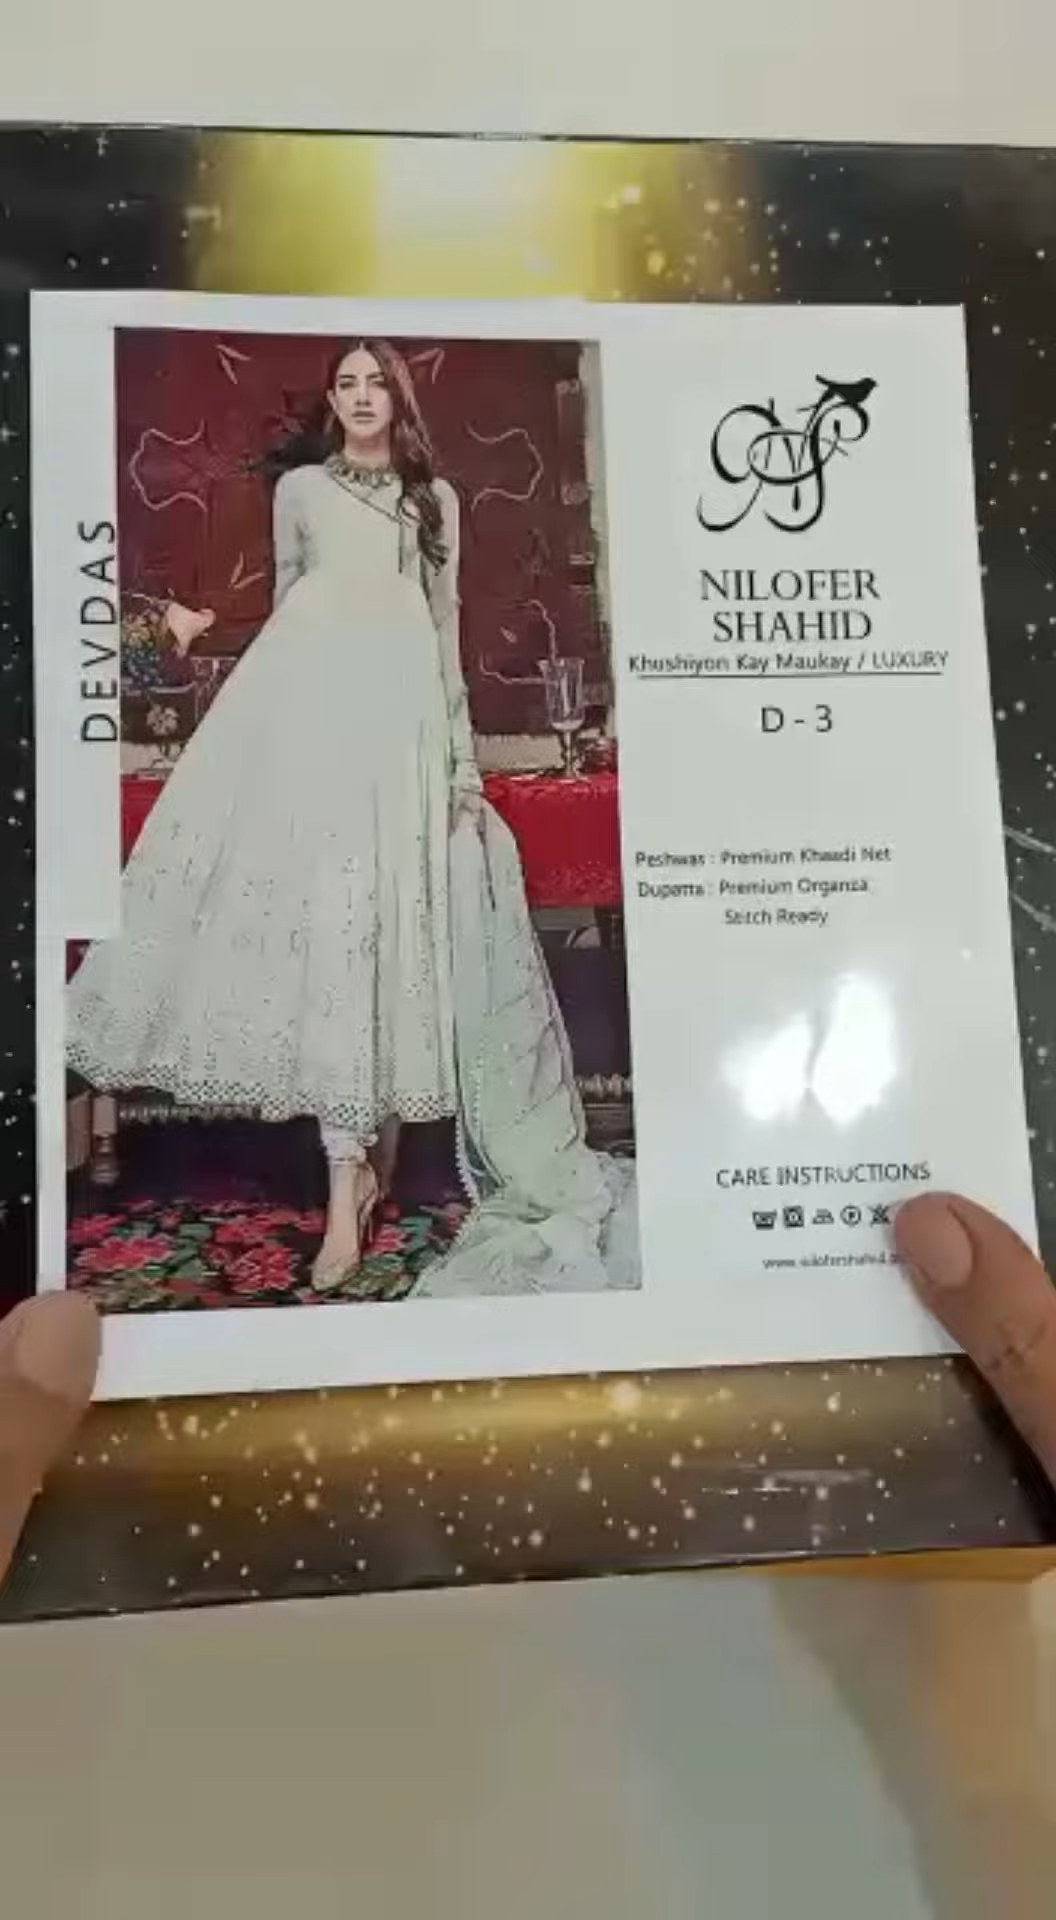 DEVDAS
NILOFER
SHAHID
Khushiyon Kay Maukay / LUXURY
D - 3
Peshwas : Premium Khaadi Net
Dupatta : Premium Organza
Stitch Ready
CARE INSTRUCTIONS